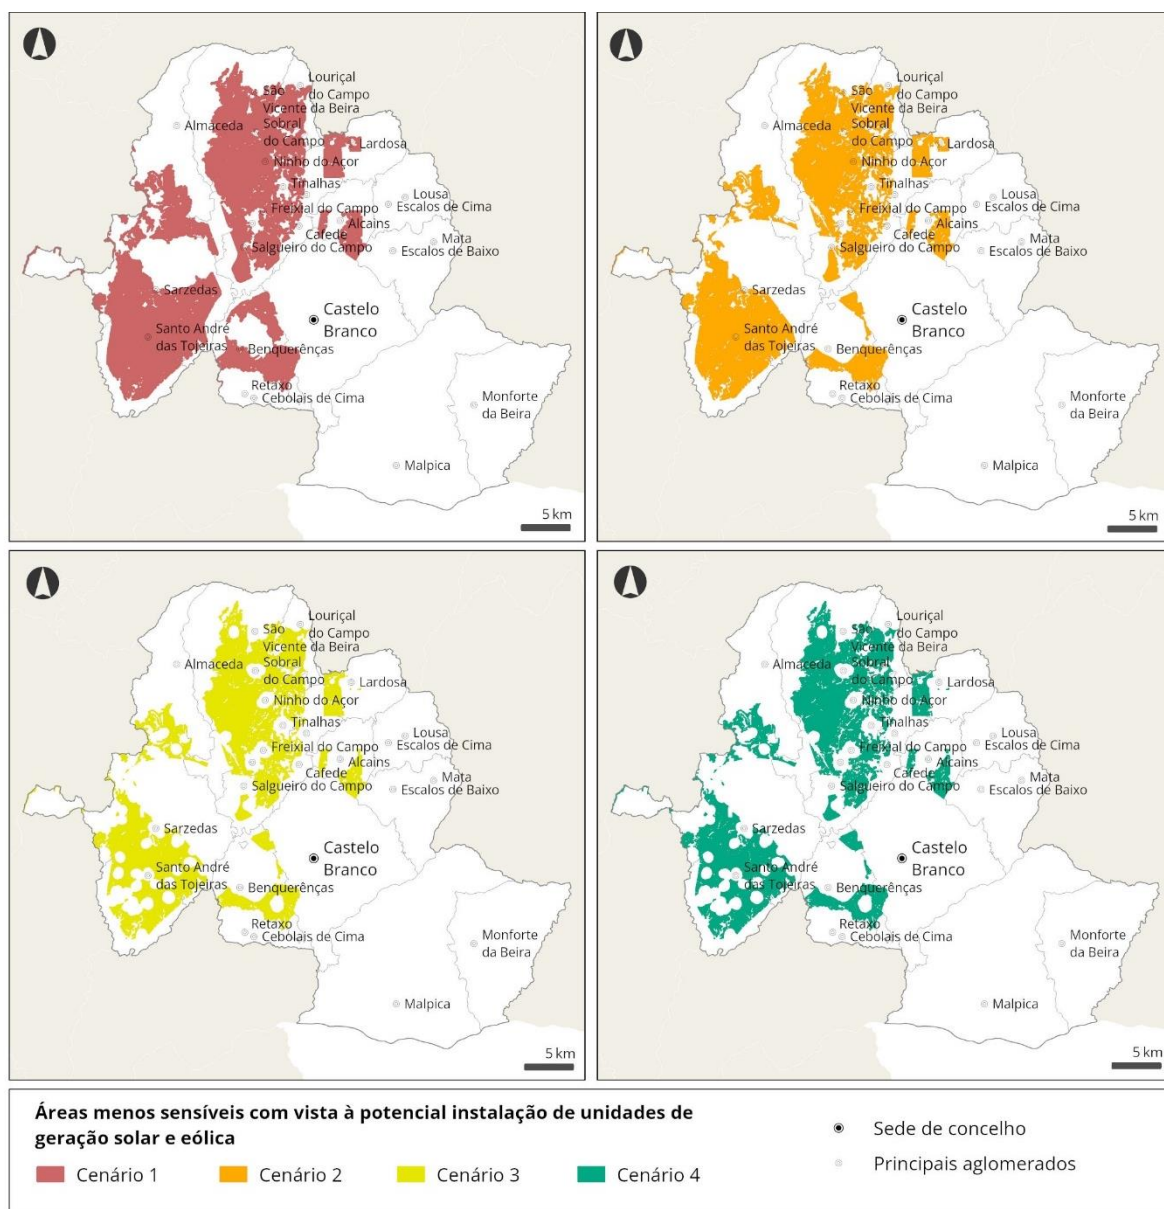 Louriçal
do Campo
São
Vicente da Beira
Almaceda
Sobral
do Campo
Lardosa
Ninho do Açor
Tinalhas
Lousa
Freixial do Campo
Escalos de Cima
Alcains
Cafede
Mata
Salgueiro do Campo
Escalos de Baixo
Sarzedas
Castelo
Branco
Santo André
das Tojeiras
Benquerenças
Retaxo
Cebolais de Cima
Monforte
da Beira
Malpica
5 km
Louriçal
do Campo
São
Vicente da Beira
Almaceda
Sobral
do Campo
Lardosa
Ninho do Açor
Tinalhas
Lousa
Freixial do Campo
Escalos de Cima
Alcains
Cafede
Mata
Salgueiro do Campo
Escalos de Baixo
Sarzedas
Castelo
Branco
Santo André
das Tojeiras
Benquerenças
Retaxo
Cebolais de Cima
Monforte
da Beira
Malpica
5 km
Louriçal
do Campo
São
Vicente da Beira
Almaceda
Sobral
do Campo
Lardosa
Ninho do Açor
Tinalhas
Lousa
Freixial do Campo
Escalos de Cima
Alcains
Cafede
Mata
Salgueiro do Campo
Escalos de Baixo
Sarzedas
Castelo
Branco
Santo André
das Tojeiras
Benquerenças
Retaxo
Cebolais de Cima
Monforte
da Beira
Malpica
5 km
Louriçal
do Campo
São
Vicente da Beira
Almaceda
Sobral
do Campo
Lardosa
Ninho do Açor
Tinalhas
Lousa
Freixial do Campo
Escalos de Cima
Alcains
Cafede
Mata
Salgueiro do Campo
Escalos de Baixo
Sarzedas
Castelo
Branco
Santo André
das Tojeiras
Benquerenças
Retaxo
Cebolais de Cima
Monforte
da Beira
Malpica
5 km
Áreas menos sensíveis com vista à potencial instalação de unidades de
geração solar e eólica
Cenário 1
Cenário 2
Cenário 3
Cenário 4
Sede de concelho
Principais aglomerados